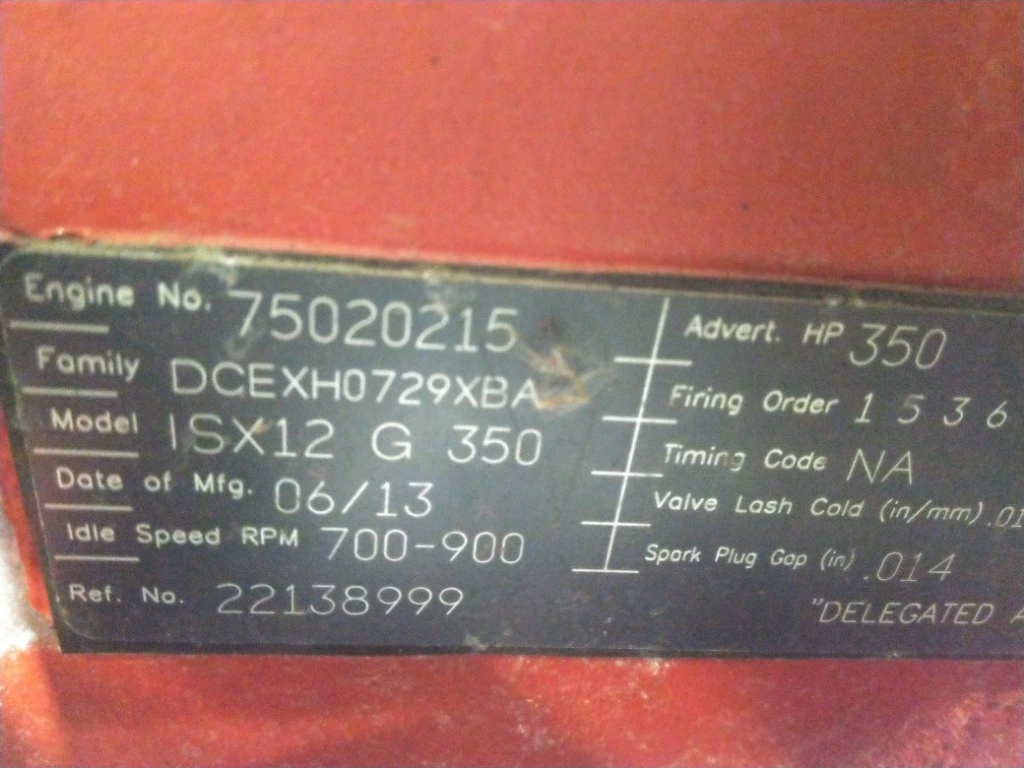 Engine No. 75020215
Family DCEXH0729XBA
Model ISX12 G 350
Date of Mfg. 06/13
Idle Speed RPM 700-900
Ref. No. 22138999
Advert. HP 350
Firing Order 1 5 3 6
Timing Code NA
Valve Lash Cold (in/mm) .01
Spark Plug Gap (in) .014
"DELEGATED A